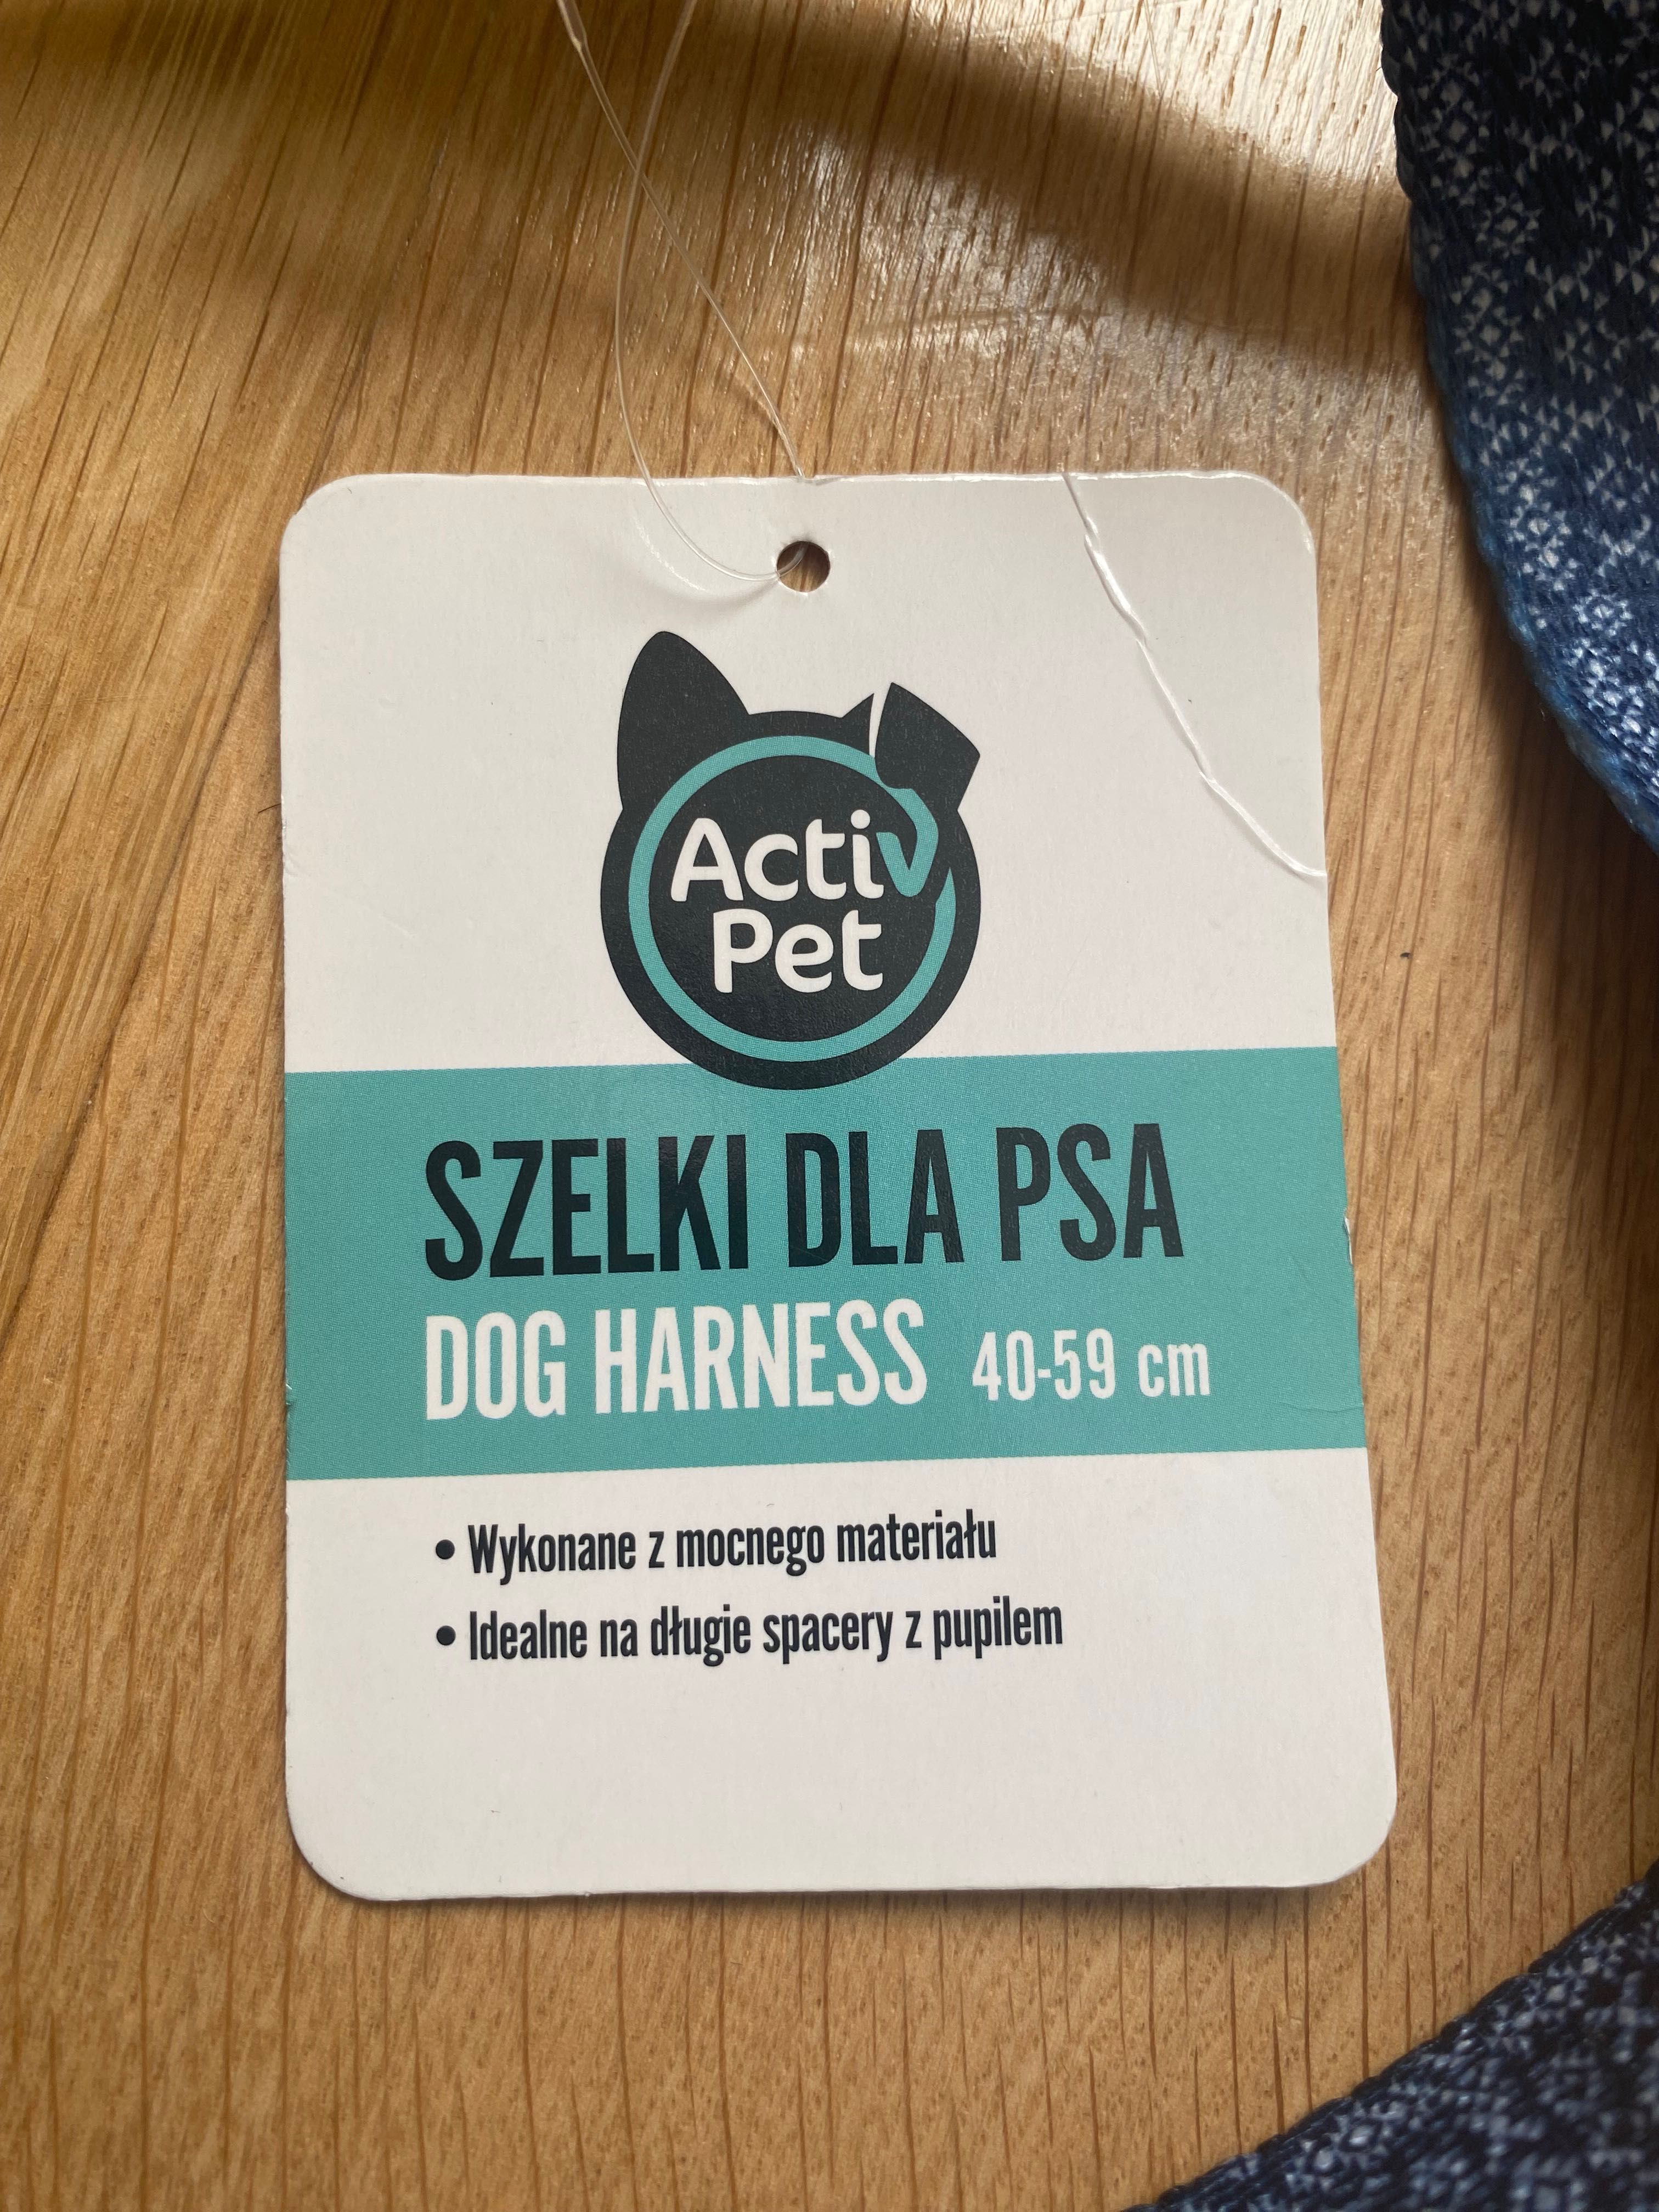 Activ
Pet
SZELKI DLA PSA
DOG HARNESS 40-59 cm
• Wykonane z mocnego materiału
• Idealne na długie spacery z pupilem